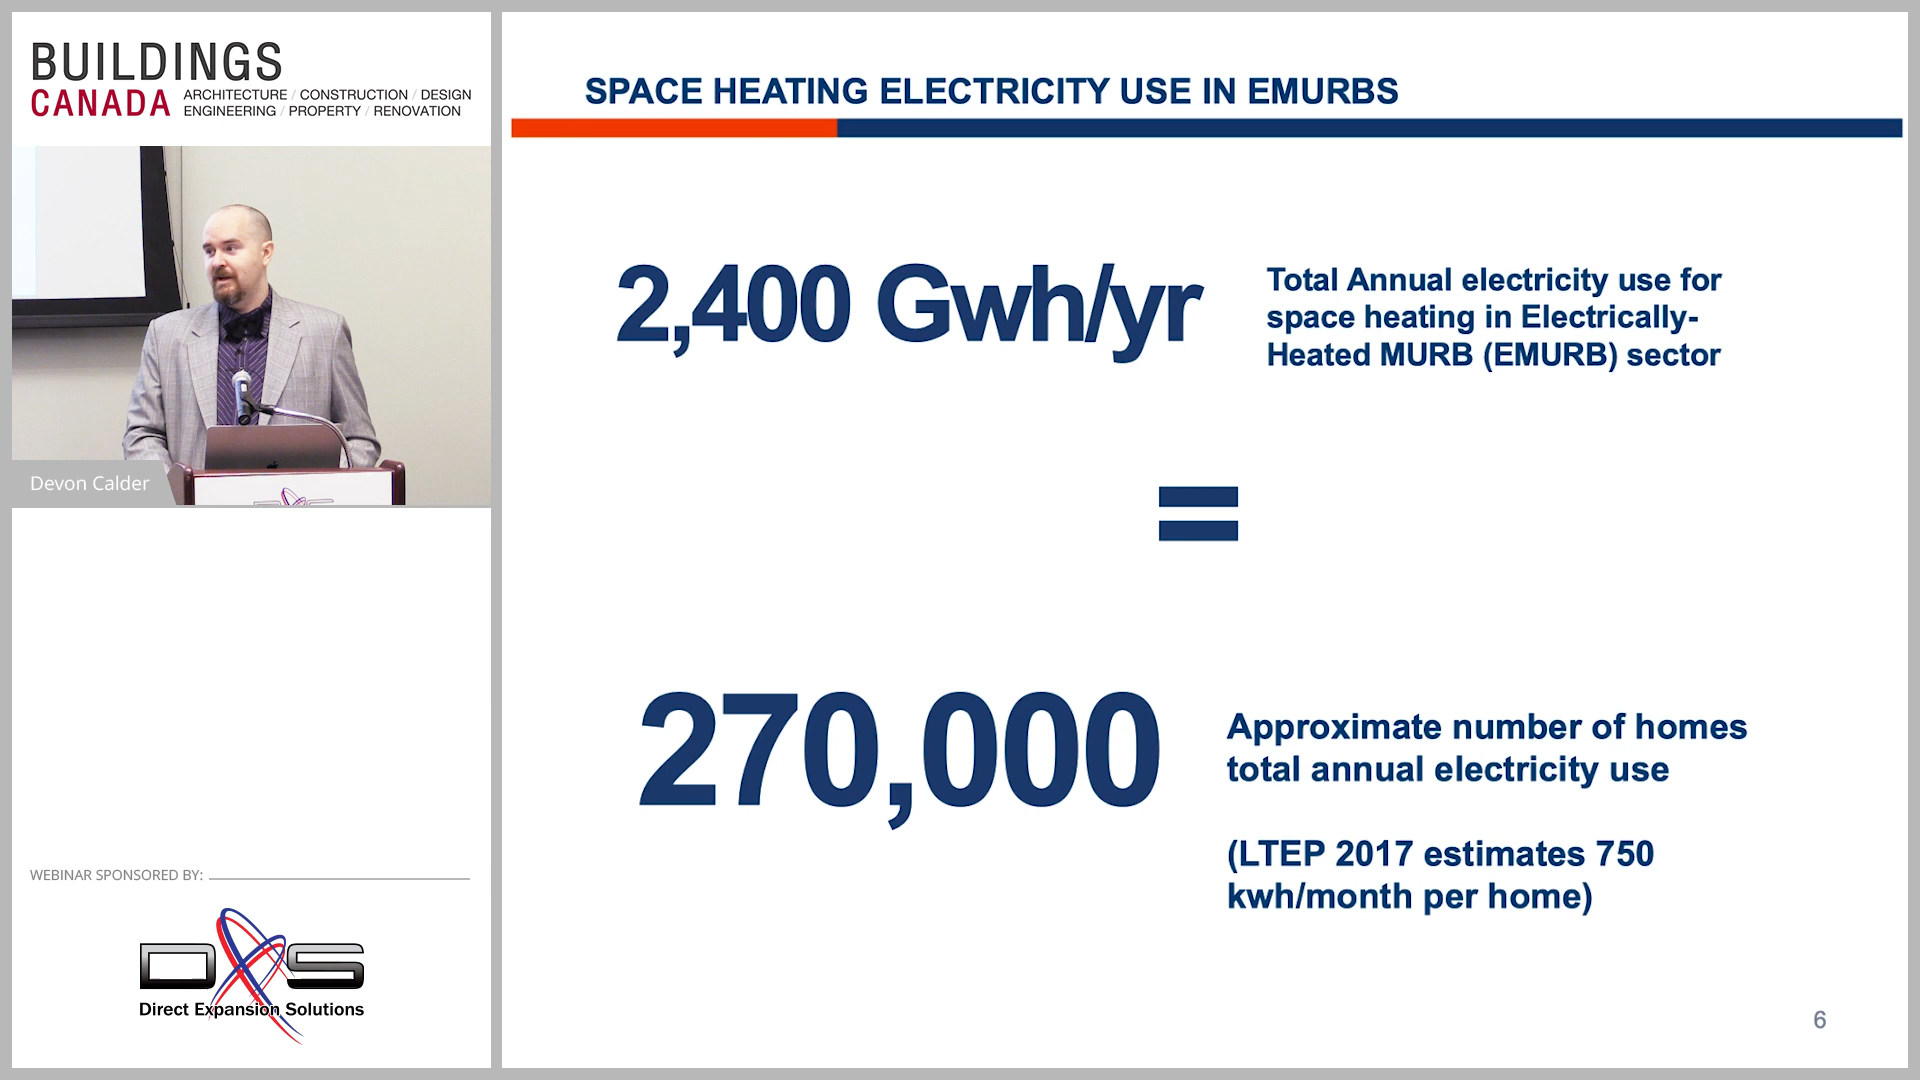 BUILDINGS
CANADA
ARCHITECTURE / CONSTRUCTION / DESIGN
ENGINEERING / PROPERTY / RENOVATION
Devon Calder
WEBINAR SPONSORED BY:
DXS
Direct Expansion Solutions
SPACE HEATING ELECTRICITY USE IN EMURBS
2,400 Gwh/yr
Total Annual electricity use for
space heating in Electrically-
Heated MURB (EMURB) sector
=
270,000
Approximate number of homes
total annual electricity use
(LTEP 2017 estimates 750
kwh/month per home)
6